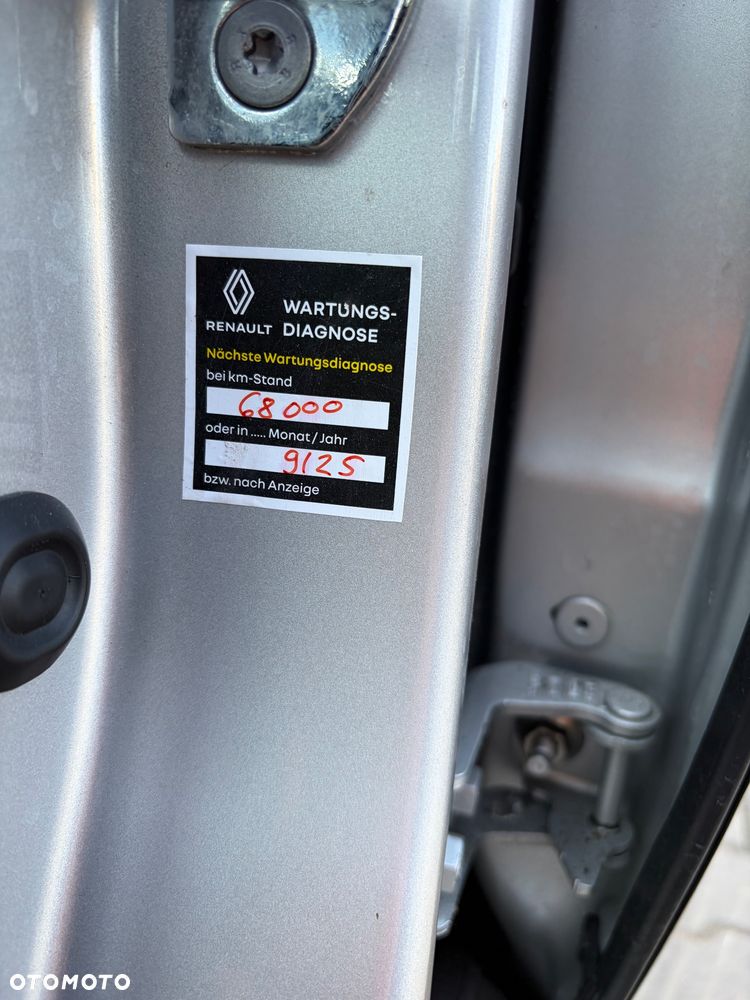 WARTUNGS-
RENAULT DIAGNOSE
Nächste Wartungsdiagnose
bei km-Stand
68000
oder in ..... Monat/Jahr
9125
bzw. nach Anzeige
OTOMOTO